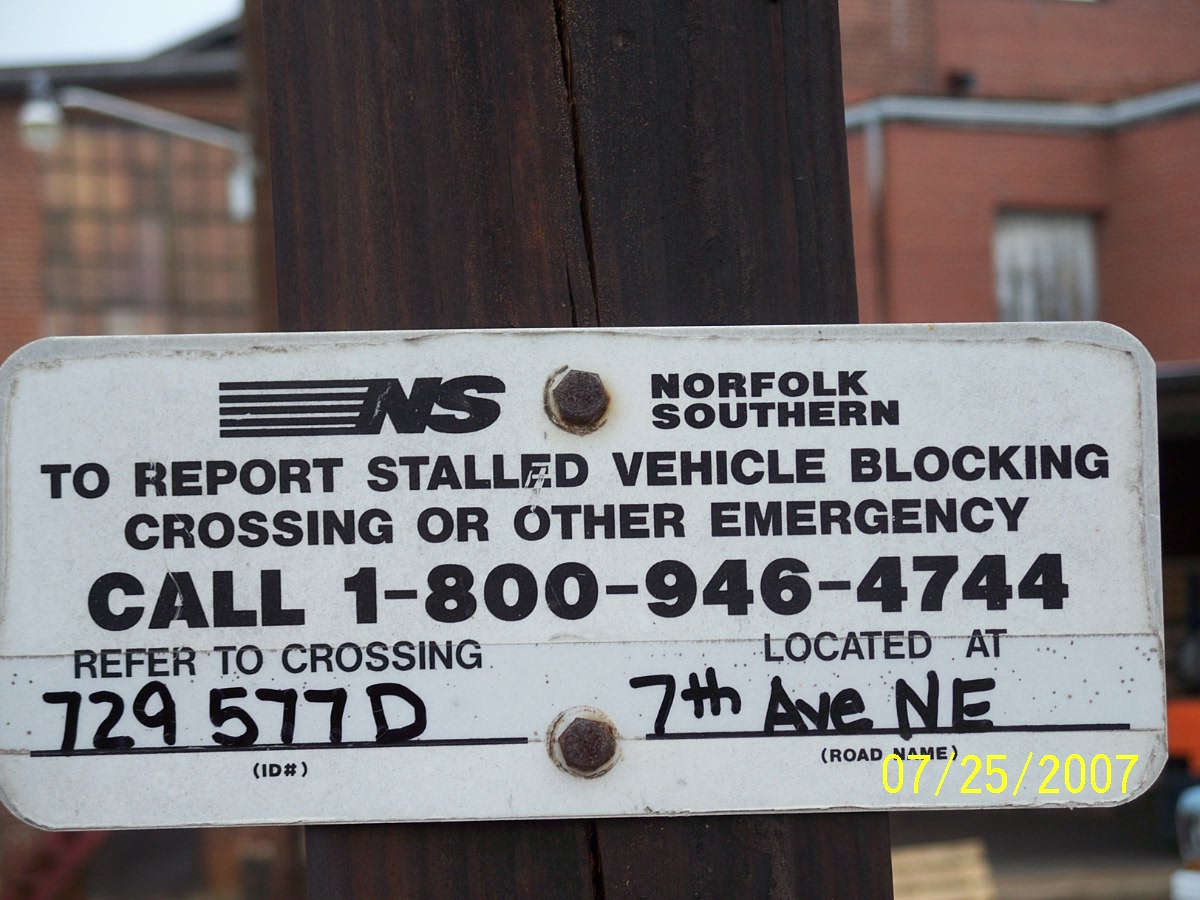 NS NORFOLK
SOUTHERN
TO REPORT STALLED VEHICLE BLOCKING
CROSSING OR OTHER EMERGENCY
CALL 1-800-946-4744
REFER TO CROSSING LOCATED AT
729 577D 7th Ave NE
(ID#) (ROAD NAME)
07/25/2007